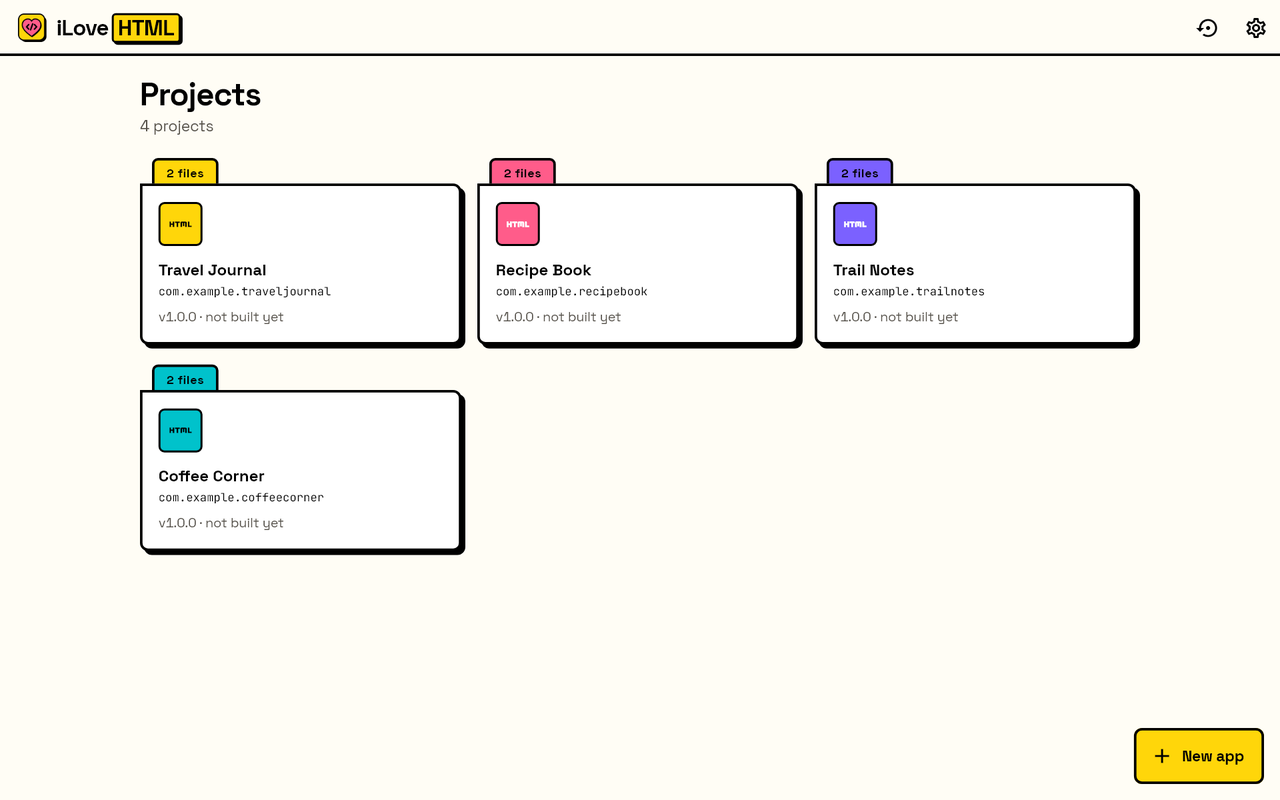 iLove HTML
Projects
4 projects
2 files
HTML
Travel Journal
com.example.traveljournal
v1.0.0 · not built yet
2 files
HTML
Recipe Book
com.example.recipebook
v1.0.0 · not built yet
2 files
HTML
Trail Notes
com.example.trailnotes
v1.0.0 · not built yet
2 files
HTML
Coffee Corner
com.example.coffeecorner
v1.0.0 · not built yet
New app